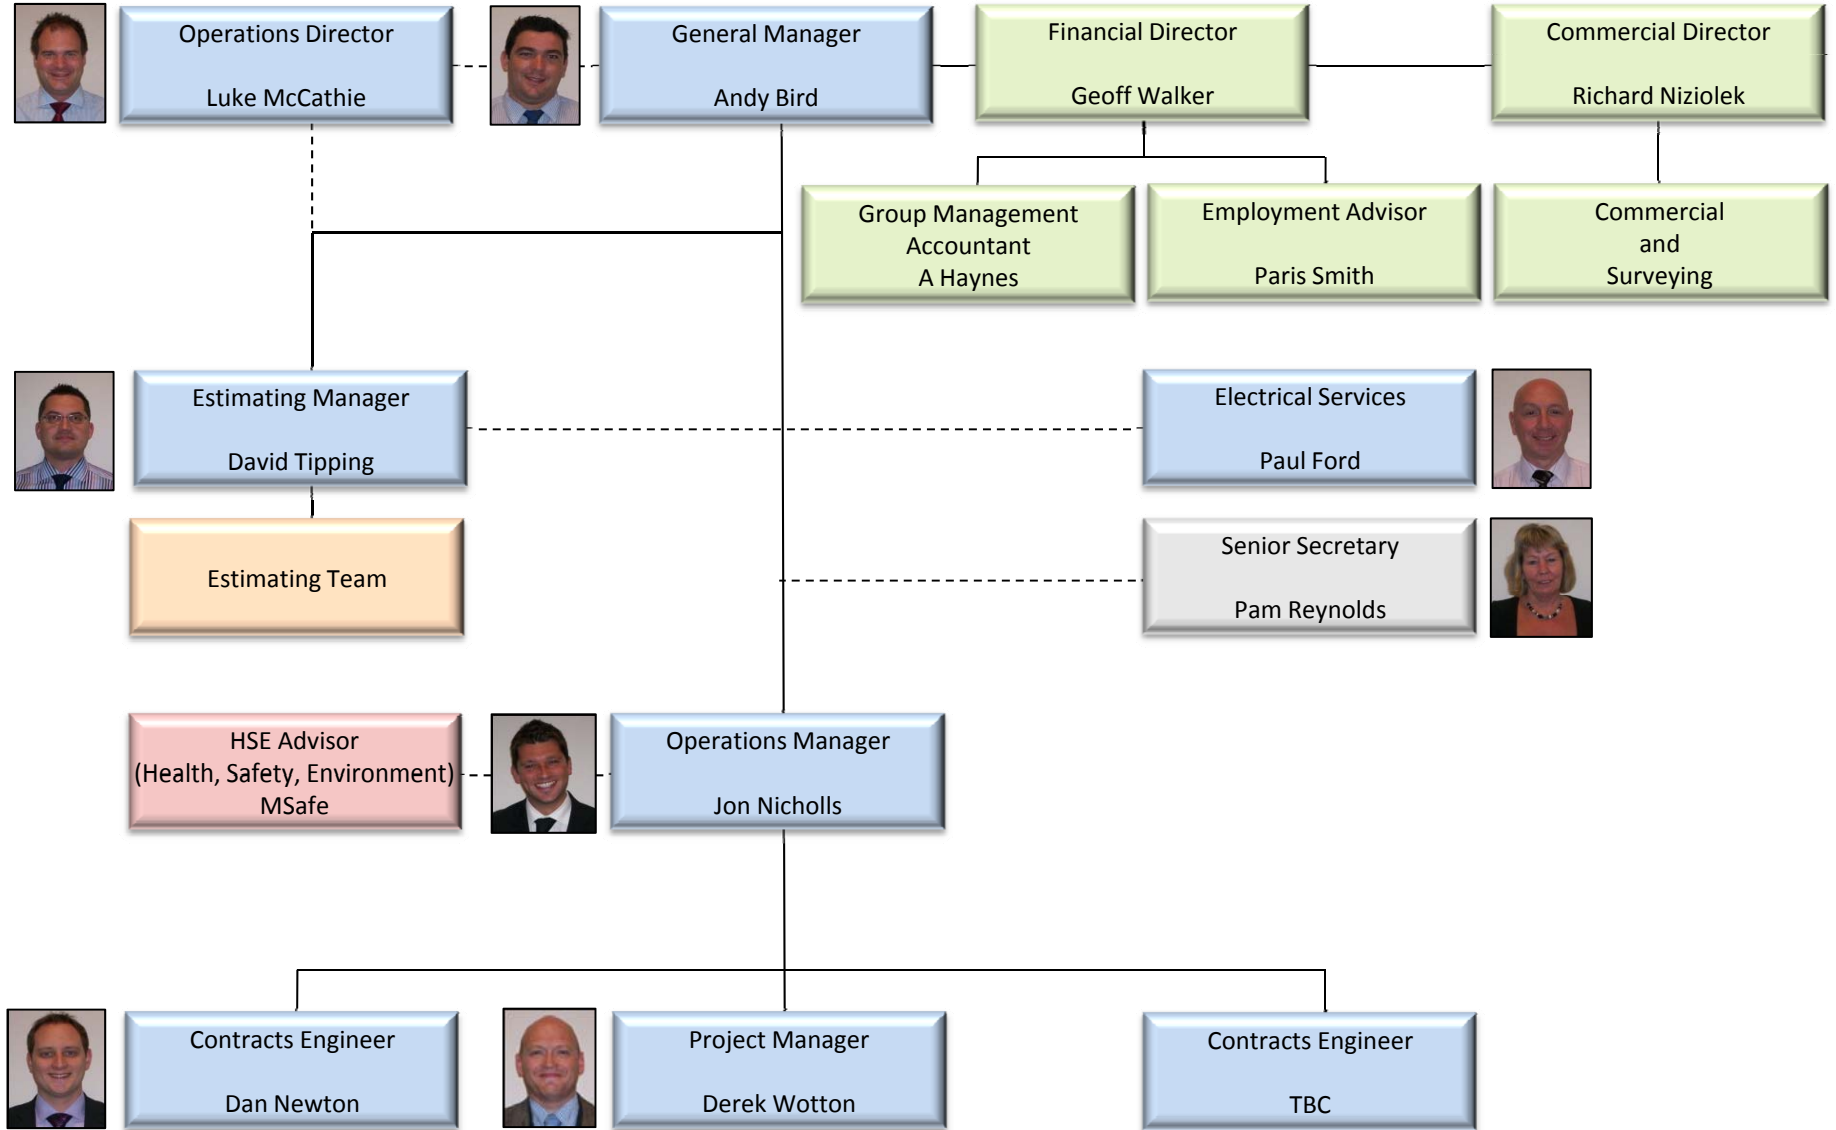 Operations Director
Luke McCathie
General Manager
Andy Bird
Financial Director
Geoff Walker
Commercial Director
Richard Niziolek
Group Management
Accountant
A Haynes
Employment Advisor
Paris Smith
Commercial
and
Surveying
Estimating Manager
David Tipping
Electrical Services
Paul Ford
Estimating Team
Senior Secretary
Pam Reynolds
HSE Advisor
(Health, Safety, Environment)
MSafe
Operations Manager
Jon Nicholls
Contracts Engineer
Dan Newton
Project Manager
Derek Wotton
Contracts Engineer
TBC